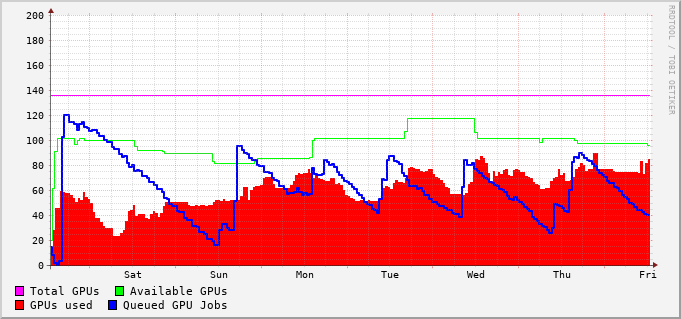 200
180
160
140
120
100
80
60
40
20
0
Sat Sun Mon Tue Wed Thu Fri
Total GPUs Available GPUs
GPUs used Queued GPU Jobs
RRDTOOL / TOBI OETIKER